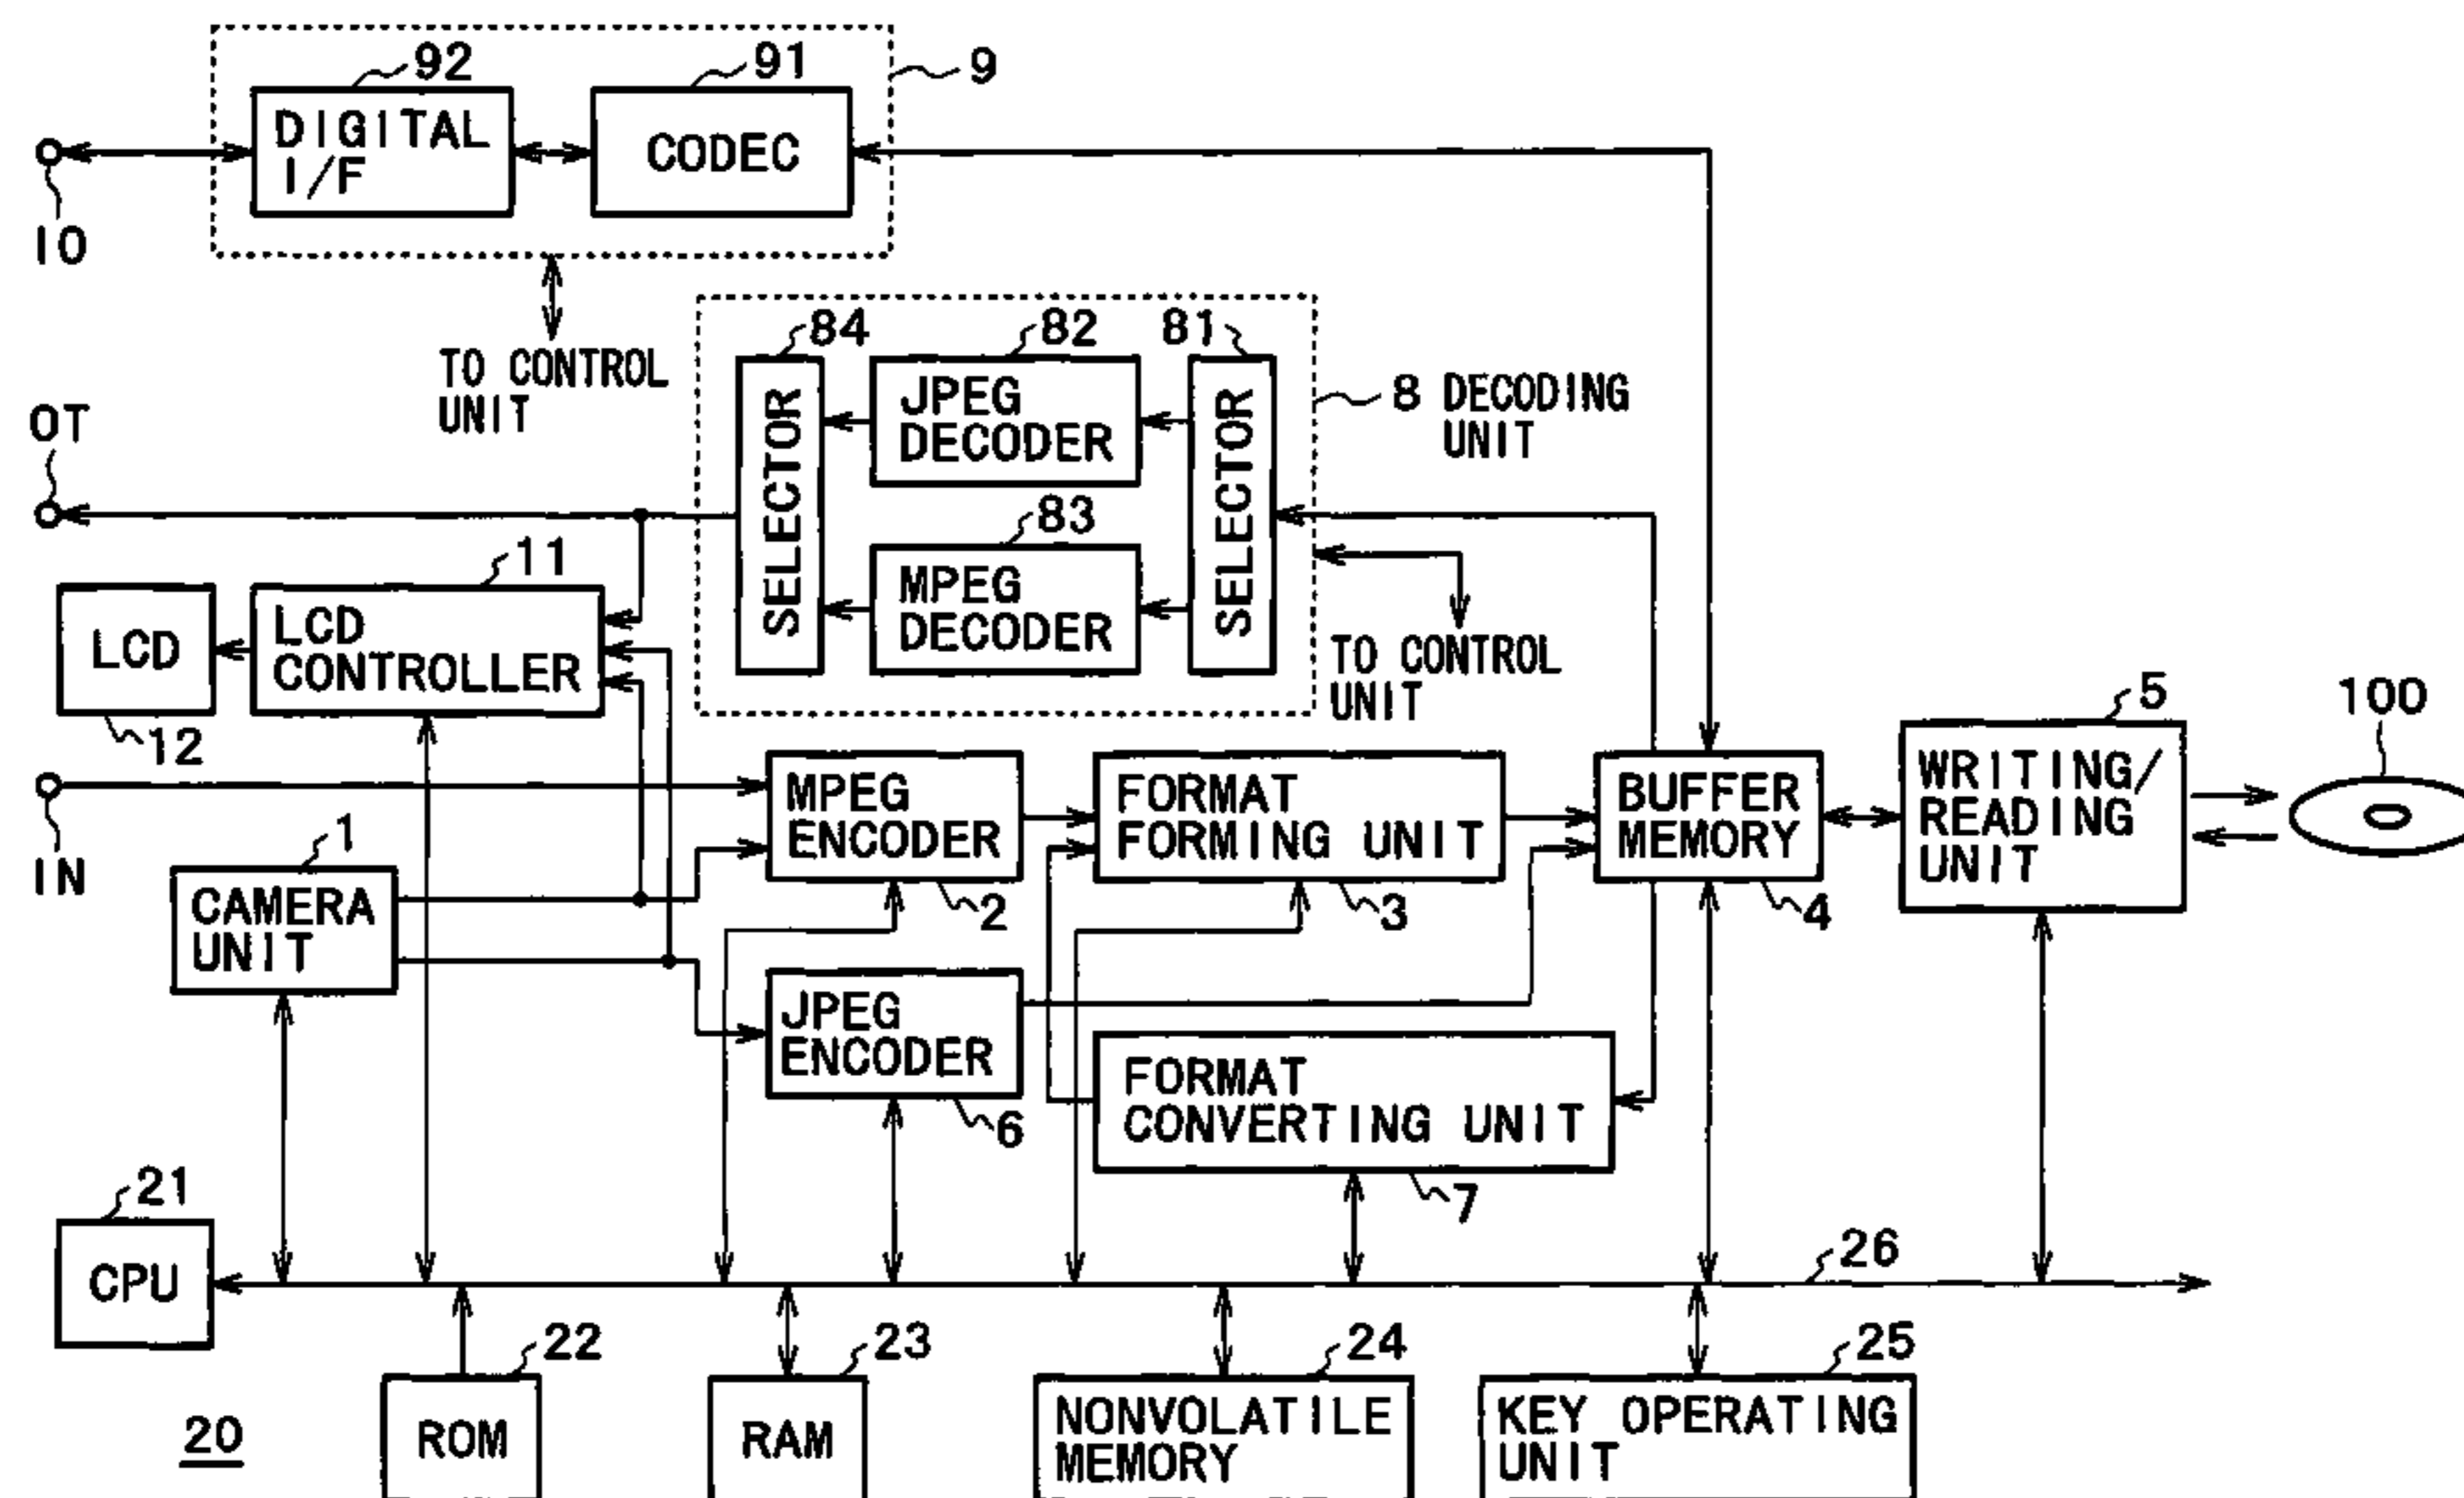 92
91
9
DIGITAL
I/F
CODEC
IO
TO CONTROL
UNIT
84
82
81
SELECTOR
JPEG
DECODER
SELECTOR
8 DECODING
UNIT
OT
83
MPEG
DECODER
TO CONTROL
UNIT
11
LCD
LCD
CONTROLLER
12
IN
1
CAMERA
UNIT
MPEG
ENCODER
2
FORMAT
FORMING UNIT
3
BUFFER
MEMORY
4
5
WRITING/
READING
UNIT
100
JPEG
ENCODER
6
FORMAT
CONVERTING UNIT
7
21
CPU
26
22
ROM
23
RAM
24
NONVOLATILE
MEMORY
25
KEY OPERATING
UNIT
20